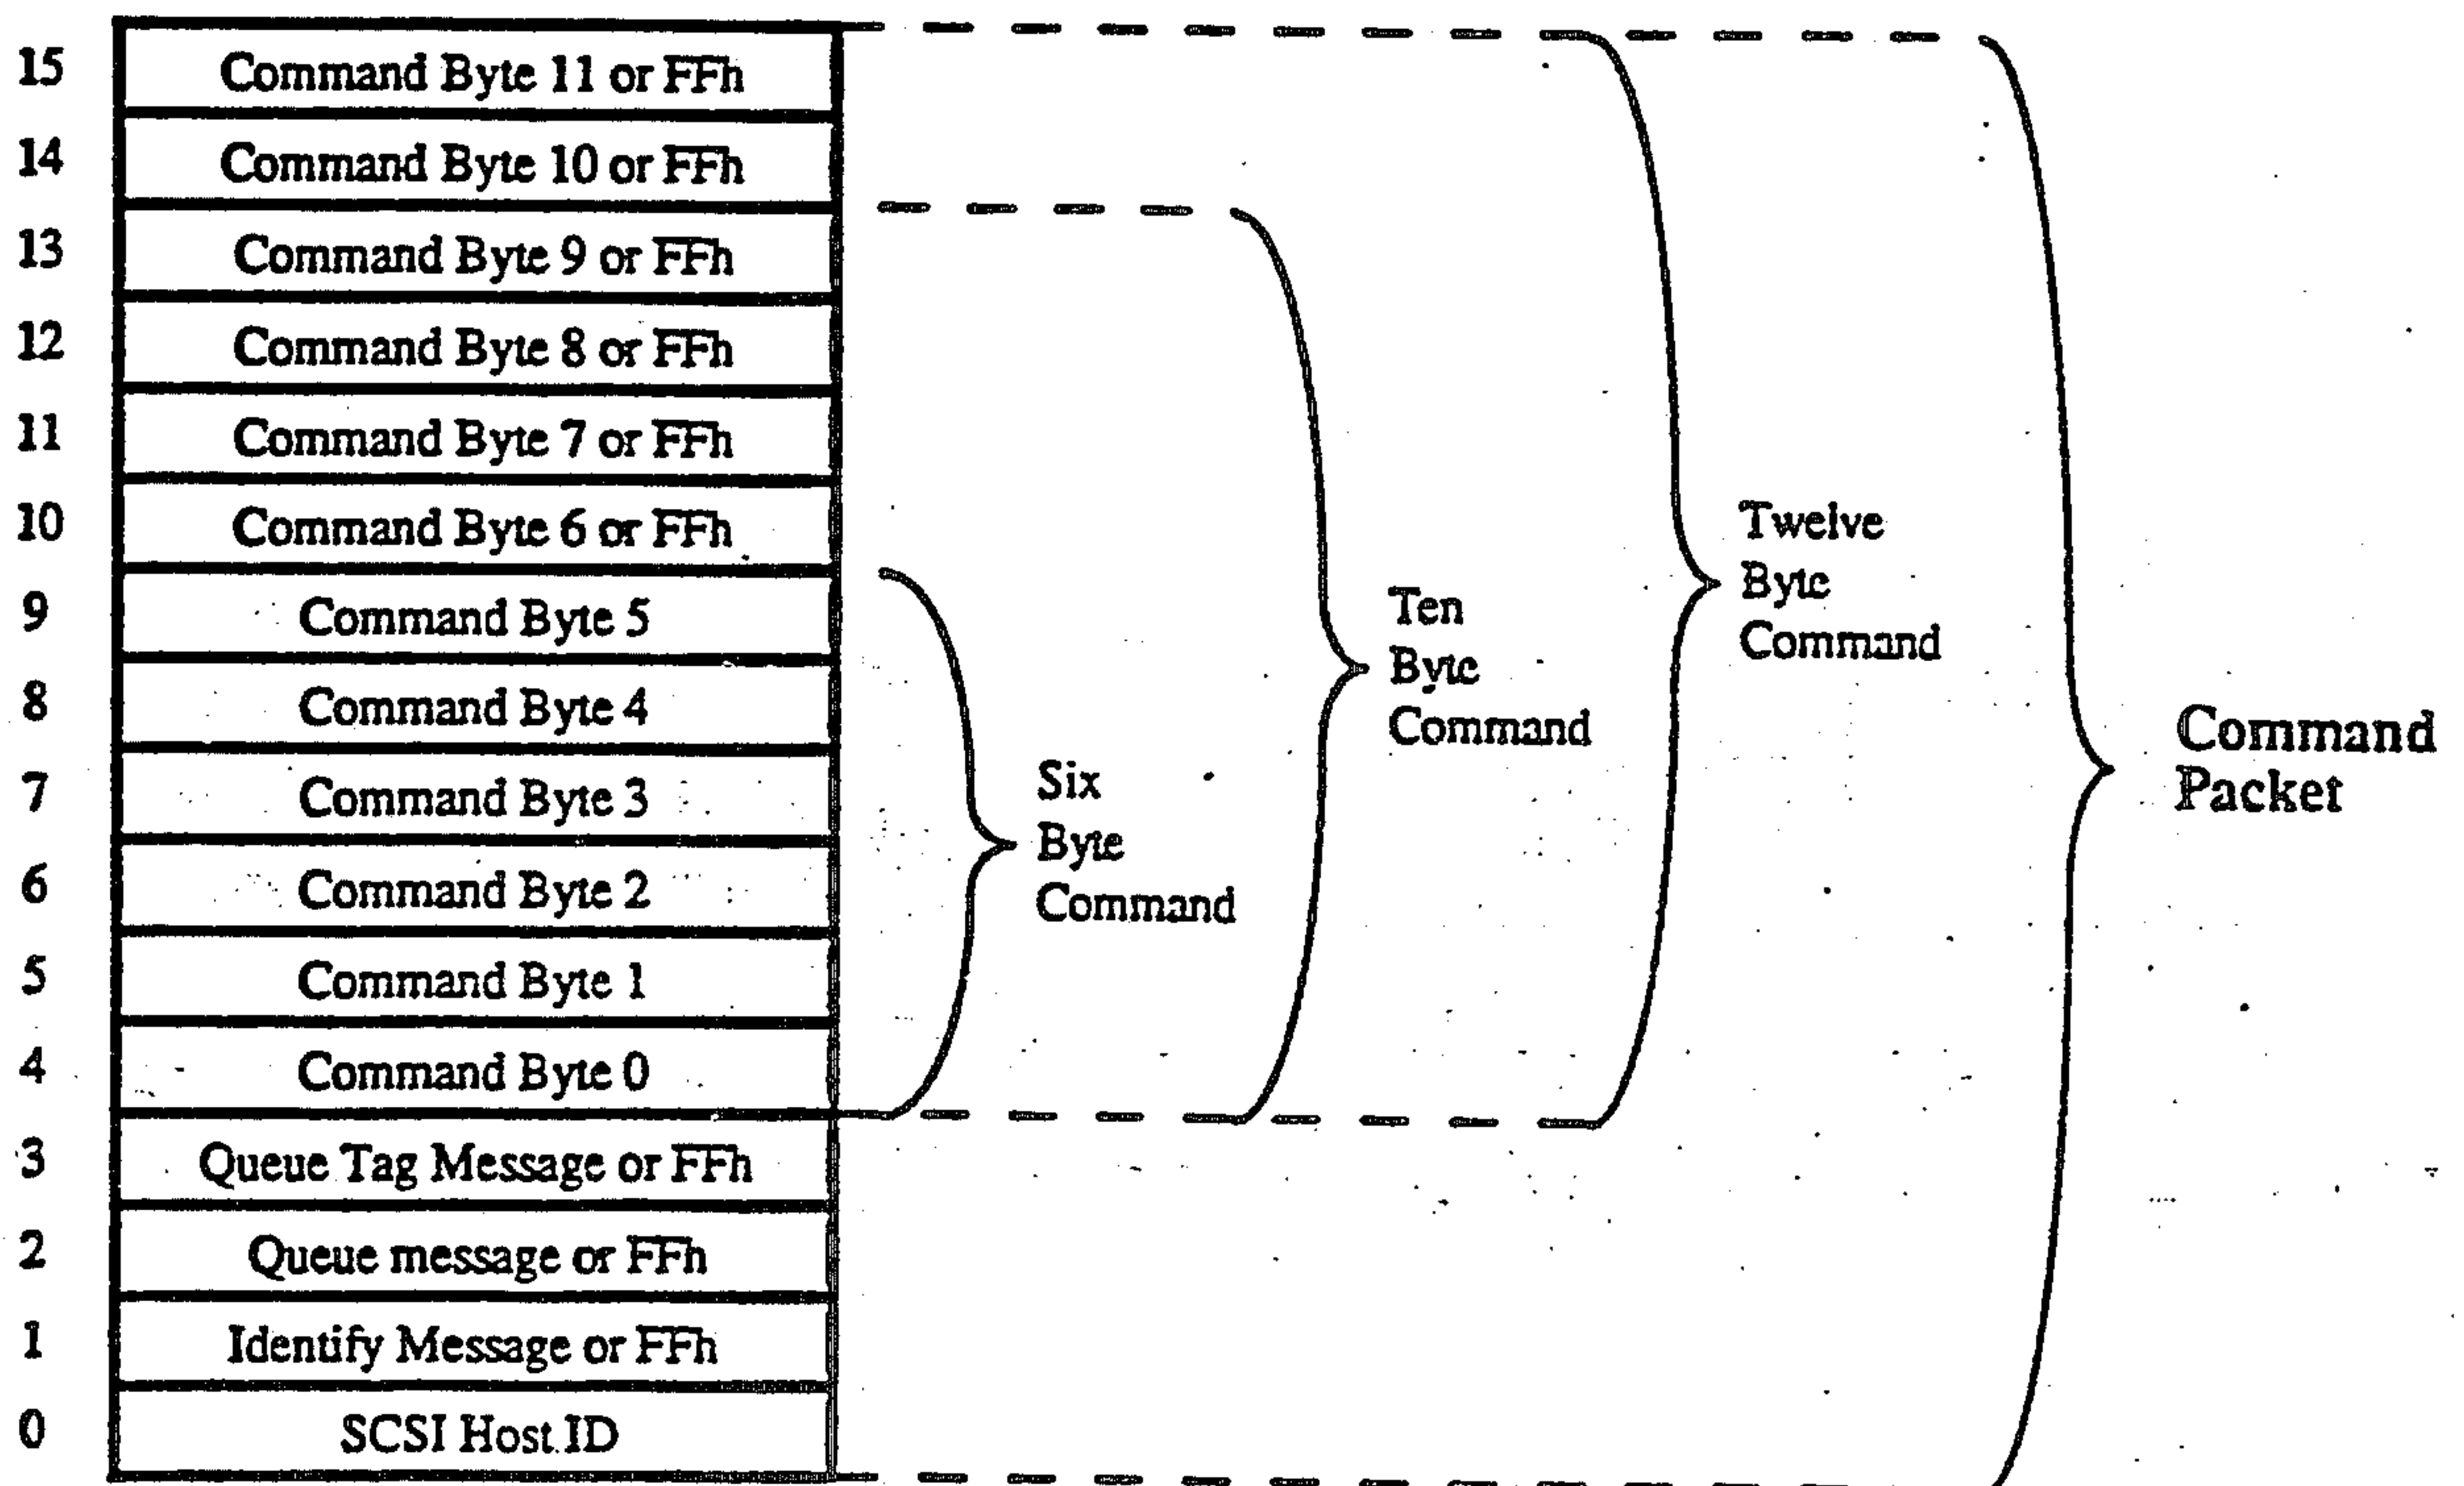 15 Command Byte 11 or FFh
14 Command Byte 10 or FFh
13 Command Byte 9 or FFh
12 Command Byte 8 or FFh
11 Command Byte 7 or FFh
10 Command Byte 6 or FFh
9 Command Byte 5
8 Command Byte 4
7 Command Byte 3
6 Command Byte 2
5 Command Byte 1
4 Command Byte 0
3 Queue Tag Message or FFh
2 Queue message or FFh
1 Identify Message or FFh
0 SCSI Host ID
Six
Byte
Command
Ten
Byte
Command
Twelve
Byte
Command
Command
Packet